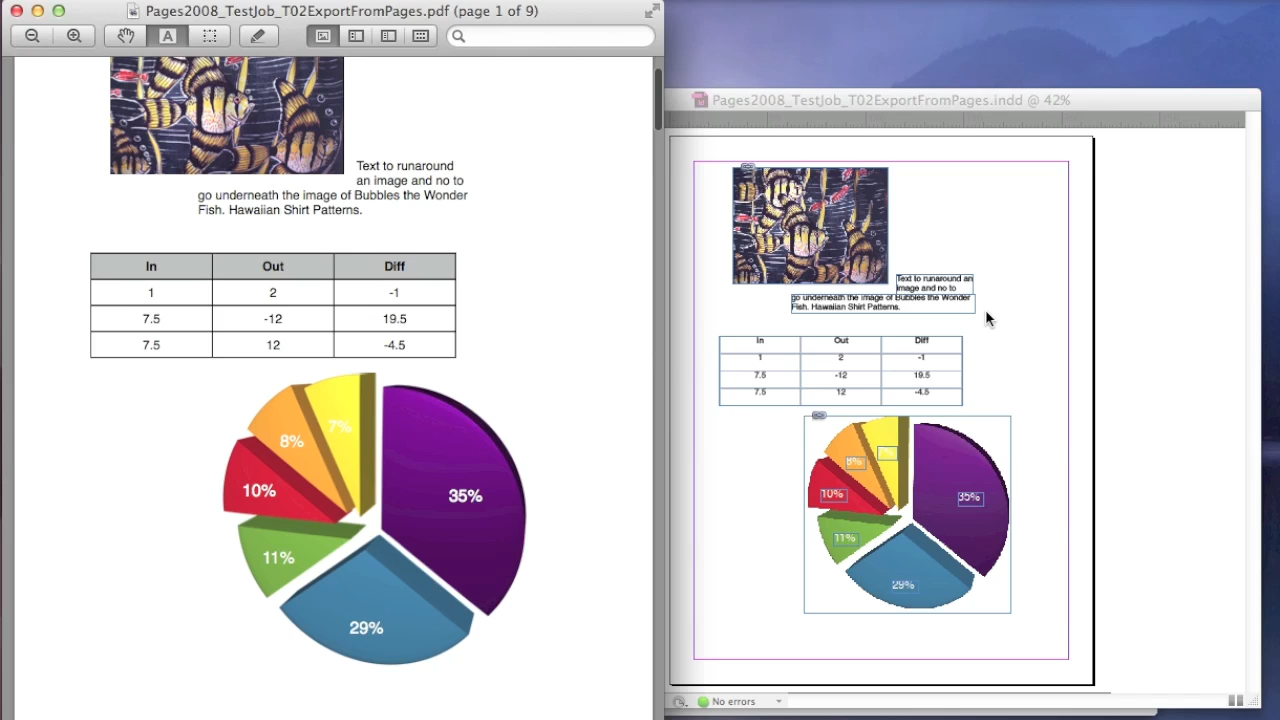 Pages2008_TestJob_T02ExportFromPages.pdf (page 1 of 9)
A
Text to runaround
an image and no to
go underneath the image of Bubbles the Wonder
Fish. Hawaiian Shirt Patterns.
In Out Diff
1 2 -1
7.5 -12 19.5
7.5 12 -4.5
7%
8%
35%
10%
11%
29%
Pages2008_TestJob_T02ExportFromPages.indd @ 42%
Text to runaround an
image and no to
go underneath the image of Bubbles the Wonder
Fish. Hawaiian Shirt Patterns.
In Out Diff
1 2 -1
7.5 -12 19.5
7.5 12 -4.5
7%
8%
10%
35%
11%
29%
No errors